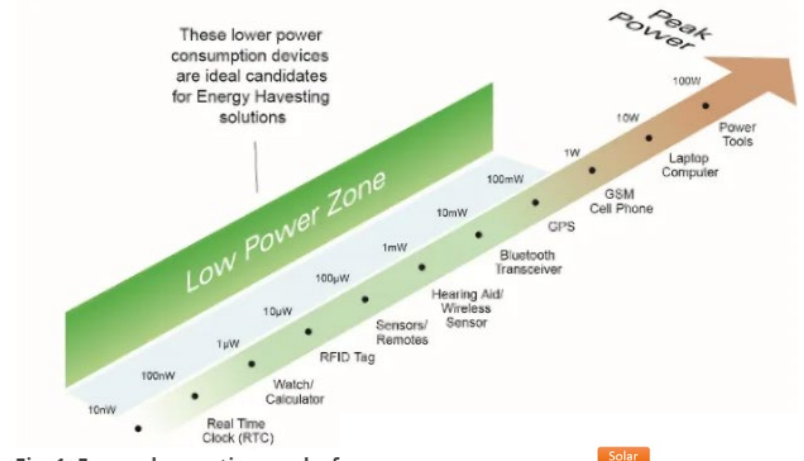 These lower power
consumption devices
are ideal candidates
for Energy Havesting
solutions
Peak
Power
Low Power Zone
100W
10W
1W
100mW
10mW
1mW
100µW
10µW
1µW
100nW
10nW
Power
Tools
Laptop
Computer
GSM
Cell Phone
GPS
Bluetooth
Transceiver
Hearing Aid/
Wireless
Sensor
Sensors/
Remotes
RFID Tag
Watch/
Calculator
Real Time
Clock (RTC)
Solar